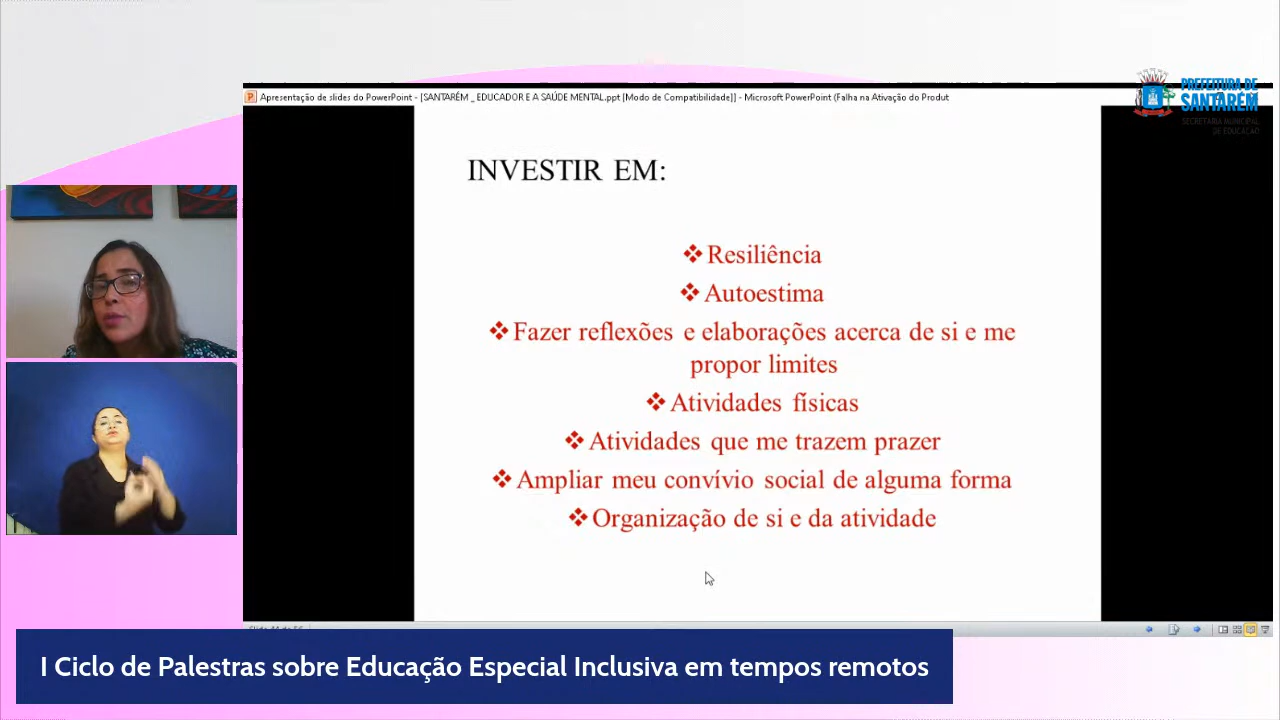 Apresentação de slides do PowerPoint - [SANTARÉM _ EDUCADOR E A SAÚDE MENTAL.ppt [Modo de Compatibilidade]] - Microsoft PowerPoint (Falha na Ativação do Produt
PREFEITURA DE
SANTARÉM
SECRETARIA MUNICIPAL
DE EDUCAÇÃO
INVESTIR EM:
❖Resiliência
❖Autoestima
❖Fazer reflexões e elaborações acerca de si e me
propor limites
❖Atividades físicas
❖Atividades que me trazem prazer
❖Ampliar meu convívio social de alguma forma
❖Organização de si e da atividade
I Ciclo de Palestras sobre Educação Especial Inclusiva em tempos remotos